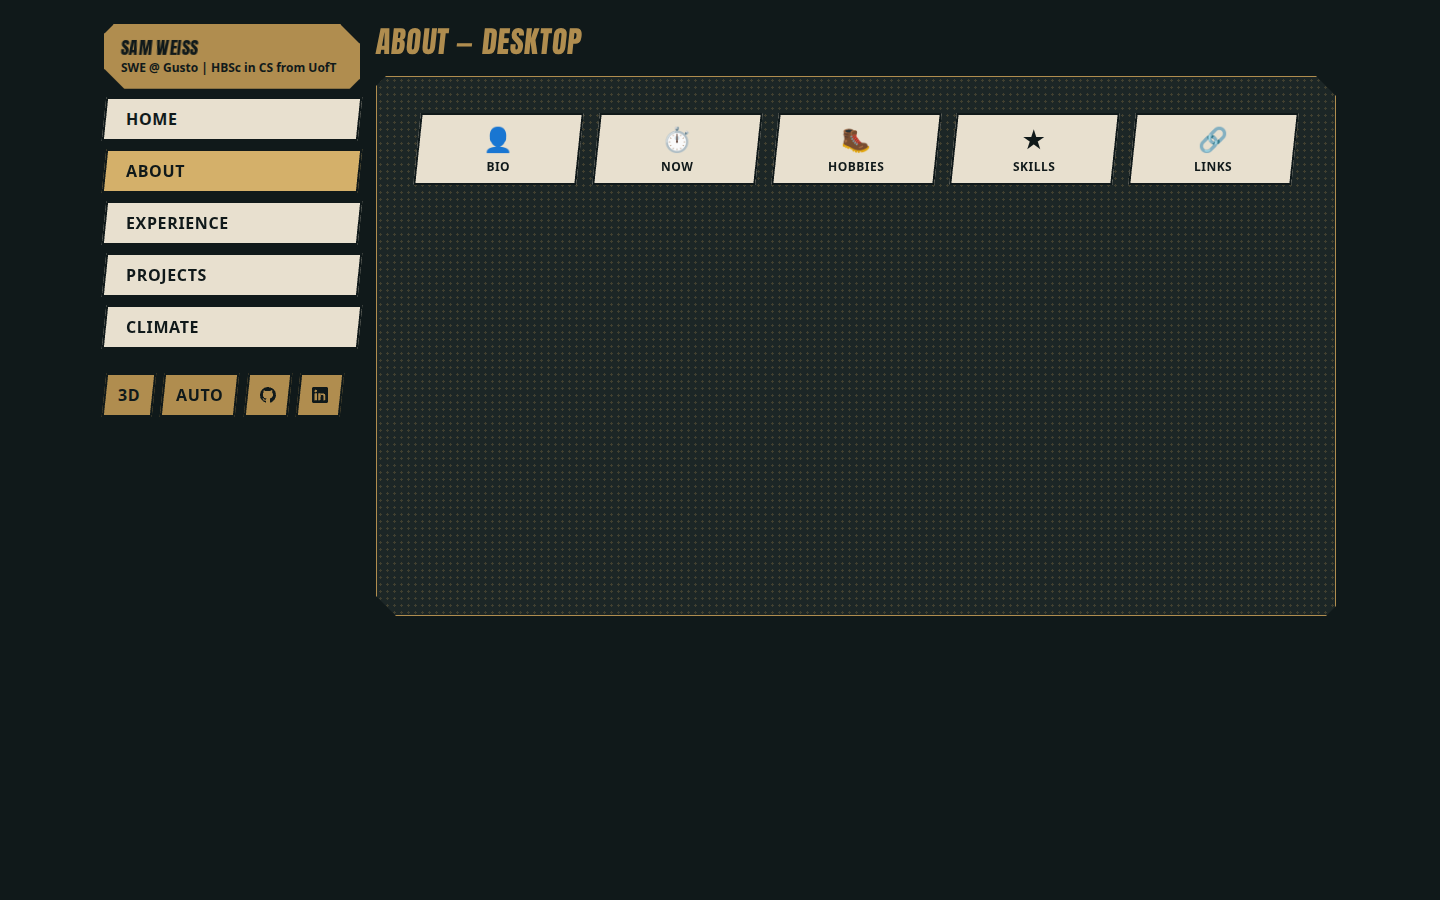 SAM WEISS
SWE @ Gusto | HBSc in CS from UofT
HOME
ABOUT
EXPERIENCE
PROJECTS
CLIMATE
3D
AUTO
ABOUT — DESKTOP
BIO
NOW
HOBBIES
SKILLS
LINKS